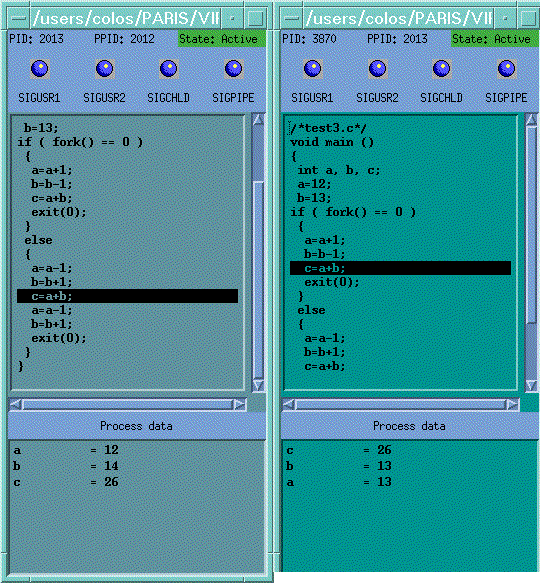 /users/colos/PARIS/VII
PID: 2013 PPID: 2012 State: Active
SIGUSR1 SIGUSR2 SIGCHLD SIGPIPE
b=13;
if ( fork() == 0 )
{
a=a+1;
b=b-1;
c=a+b;
exit(0);
}
else
{
a=a-1;
b=b+1;
c=a+b;
a=a-1;
b=b+1;
exit(0);
}
}
Process data
a = 12
b = 14
c = 26
/users/colos/PARIS/VII
PID: 3870 PPID: 2013 State: Active
SIGUSR1 SIGUSR2 SIGCHLD SIGPIPE
/*test3.c*/
void main ()
{
int a, b, c;
a=12;
b=13;
if ( fork() == 0 )
{
a=a+1;
b=b-1;
c=a+b;
exit(0);
}
else
{
a=a-1;
b=b+1;
c=a+b;
Process data
c = 26
b = 13
a = 13